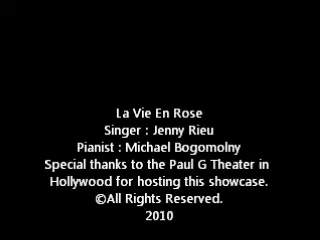 La Vie En Rose
Singer : Jenny Rieu
Pianist : Michael Bogomolny
Special thanks to the Paul G Theater in
Hollywood for hosting this showcase.
©All Rights Reserved.
2010